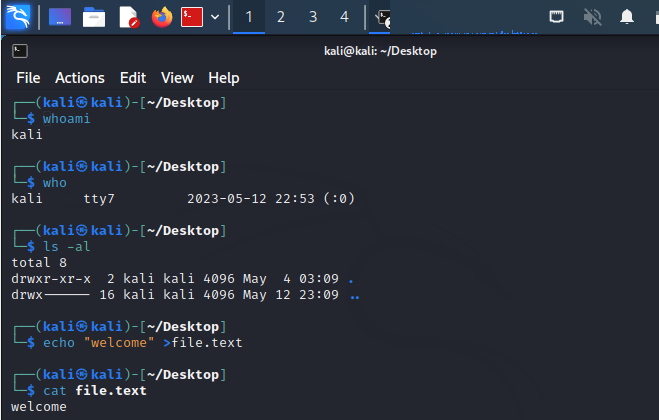 1 2 3 4
kali@kali: ~/Desktop
File Actions Edit View Help
┌──(kali㉿kali)-[~/Desktop]
└─$ whoami
kali
┌──(kali㉿kali)-[~/Desktop]
└─$ who
kali     tty7         2023-05-12 22:53 (:0)
┌──(kali㉿kali)-[~/Desktop]
└─$ ls -al
total 8
drwxr-xr-x  2 kali kali 4096 May  4 03:09 .
drwx------ 16 kali kali 4096 May 12 23:09 ..
┌──(kali㉿kali)-[~/Desktop]
└─$ echo "welcome" >file.text
┌──(kali㉿kali)-[~/Desktop]
└─$ cat file.text
welcome